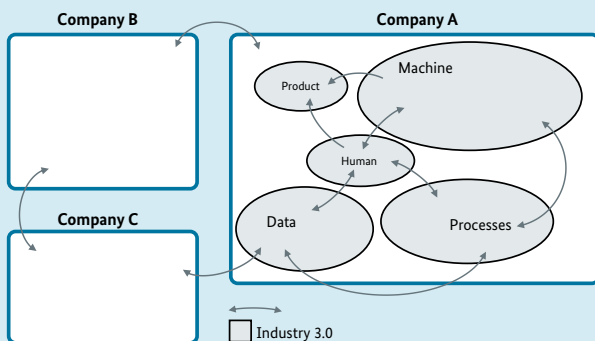 Company B
Company A
Machine
Product
Human
Company C
Data
Processes
Industry 3.0